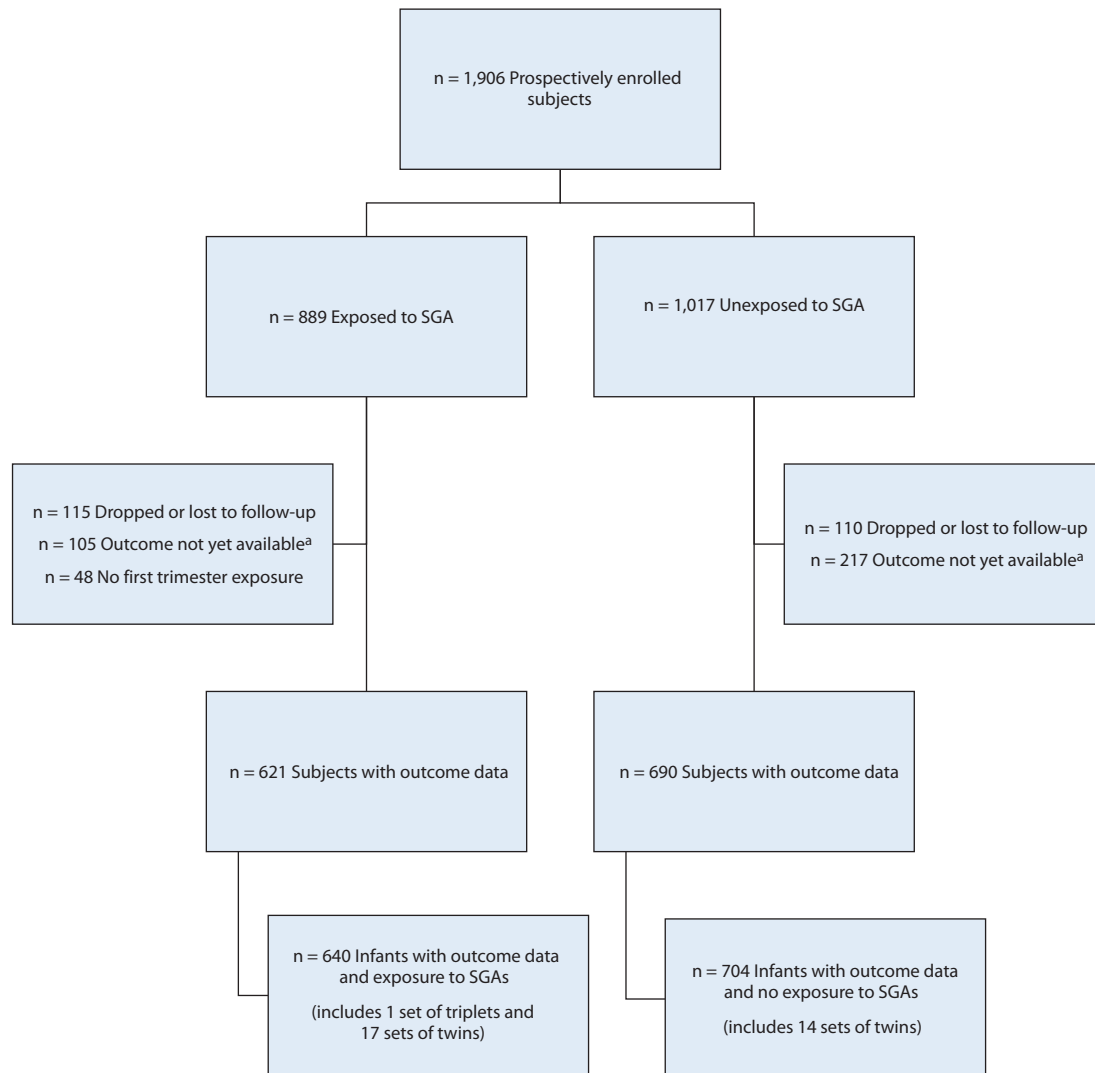 n = 1,906 Prospectively enrolled
subjects
n = 889 Exposed to SGA
n = 1,017 Unexposed to SGA
n = 115 Dropped or lost to follow-up
n = 105 Outcome not yet availableᵃ
n = 48 No first trimester exposure
n = 110 Dropped or lost to follow-up
n = 217 Outcome not yet availableᵃ
n = 621 Subjects with outcome data
n = 690 Subjects with outcome data
n = 640 Infants with outcome data
and exposure to SGAs
(includes 1 set of triplets and
17 sets of twins)
n = 704 Infants with outcome data
and no exposure to SGAs
(includes 14 sets of twins)